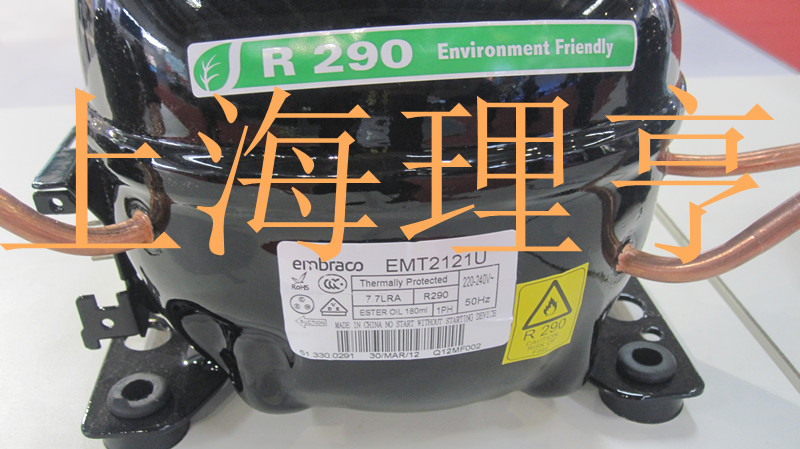 R 290 Environment Friendly
上海理亨
embraco EMT2121U
RoHS
Thermally Protected
220-240V~
50Hz
7.7LRA R290
ESTER OIL 180ml 1PH
MADE IN CHINA NO START WITHOUT STARTING DEVICE
51.330.0291 30/MAR/12 Q12MF002
R 290